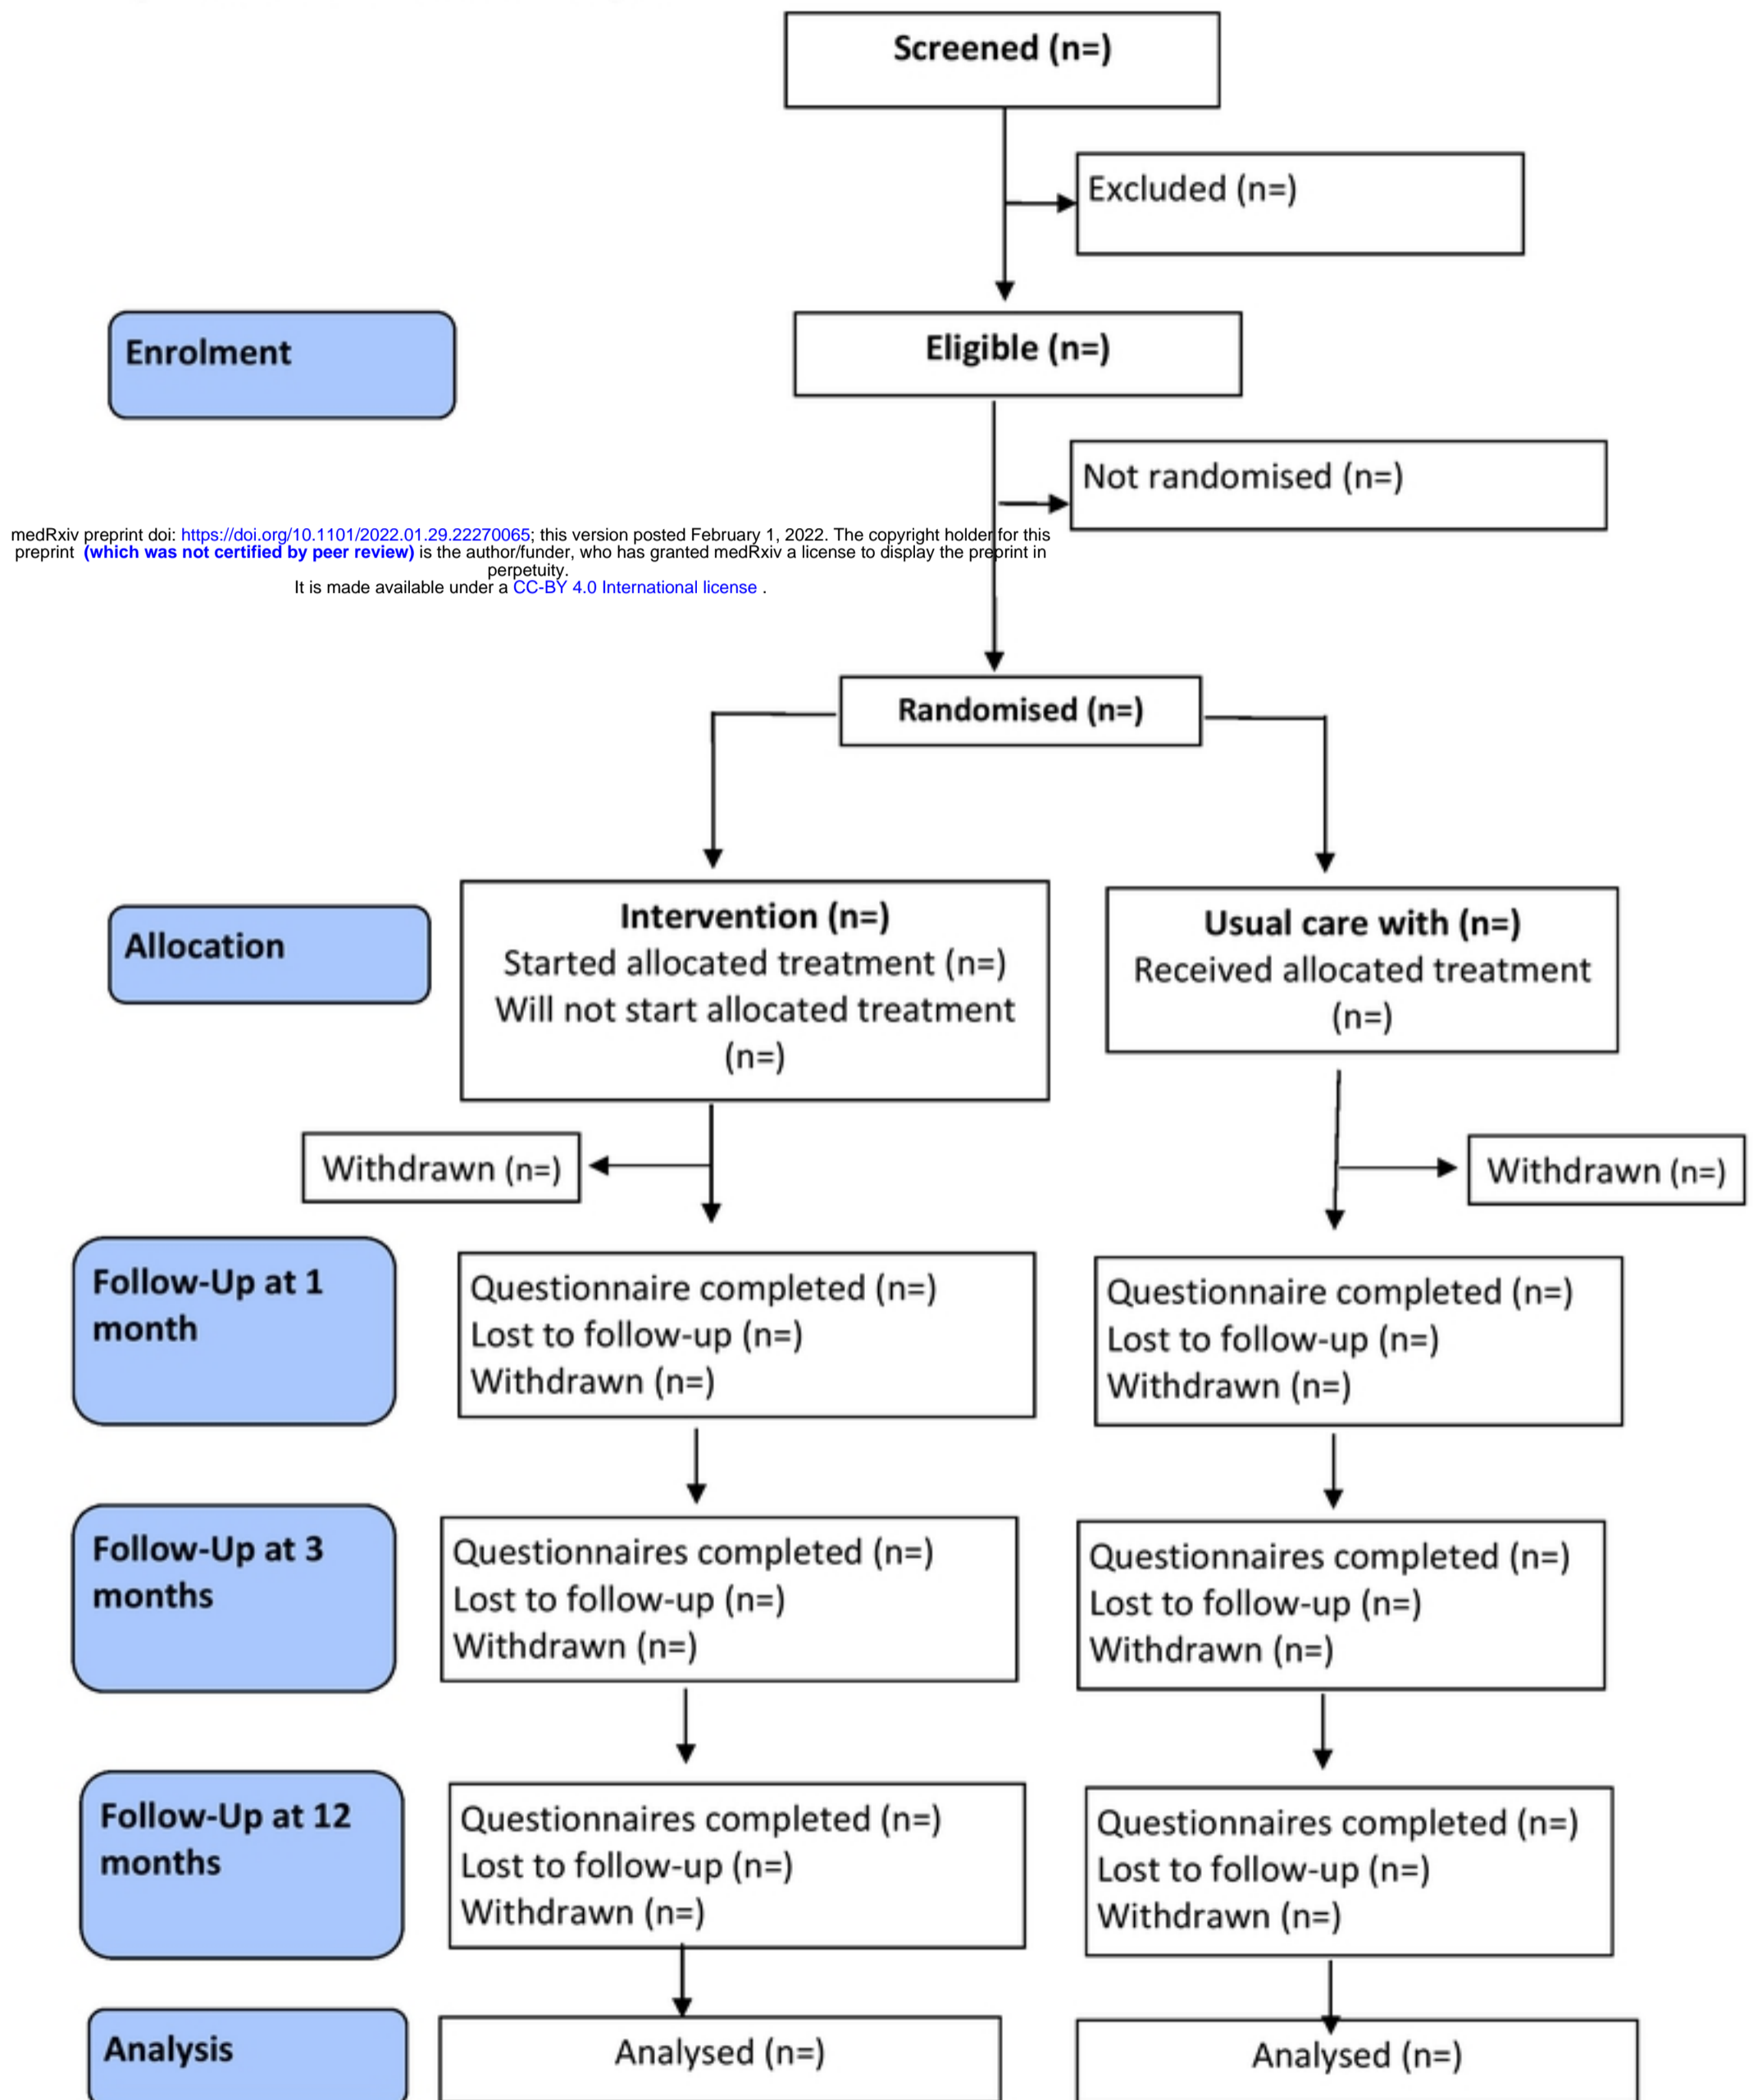 Screened (n=)
Excluded (n=)
Enrolment
Eligible (n=)
Not randomised (n=)
medRxiv preprint doi: https://doi.org/10.1101/2022.01.29.22270065; this version posted February 1, 2022. The copyright holder for this
preprint (which was not certified by peer review) is the author/funder, who has granted medRxiv a license to display the preprint in
perpetuity.
It is made available under a CC-BY 4.0 International license .
Randomised (n=)
Allocation
Intervention (n=)
Started allocated treatment (n=)
Will not start allocated treatment
(n=)
Usual care with (n=)
Received allocated treatment
(n=)
Withdrawn (n=)
Withdrawn (n=)
Follow-Up at 1
month
Questionnaire completed (n=)
Lost to follow-up (n=)
Withdrawn (n=)
Questionnaire completed (n=)
Lost to follow-up (n=)
Withdrawn (n=)
Follow-Up at 3
months
Questionnaires completed (n=)
Lost to follow-up (n=)
Withdrawn (n=)
Questionnaires completed (n=)
Lost to follow-up (n=)
Withdrawn (n=)
Follow-Up at 12
months
Questionnaires completed (n=)
Lost to follow-up (n=)
Withdrawn (n=)
Questionnaires completed (n=)
Lost to follow-up (n=)
Withdrawn (n=)
Analysis
Analysed (n=)
Analysed (n=)